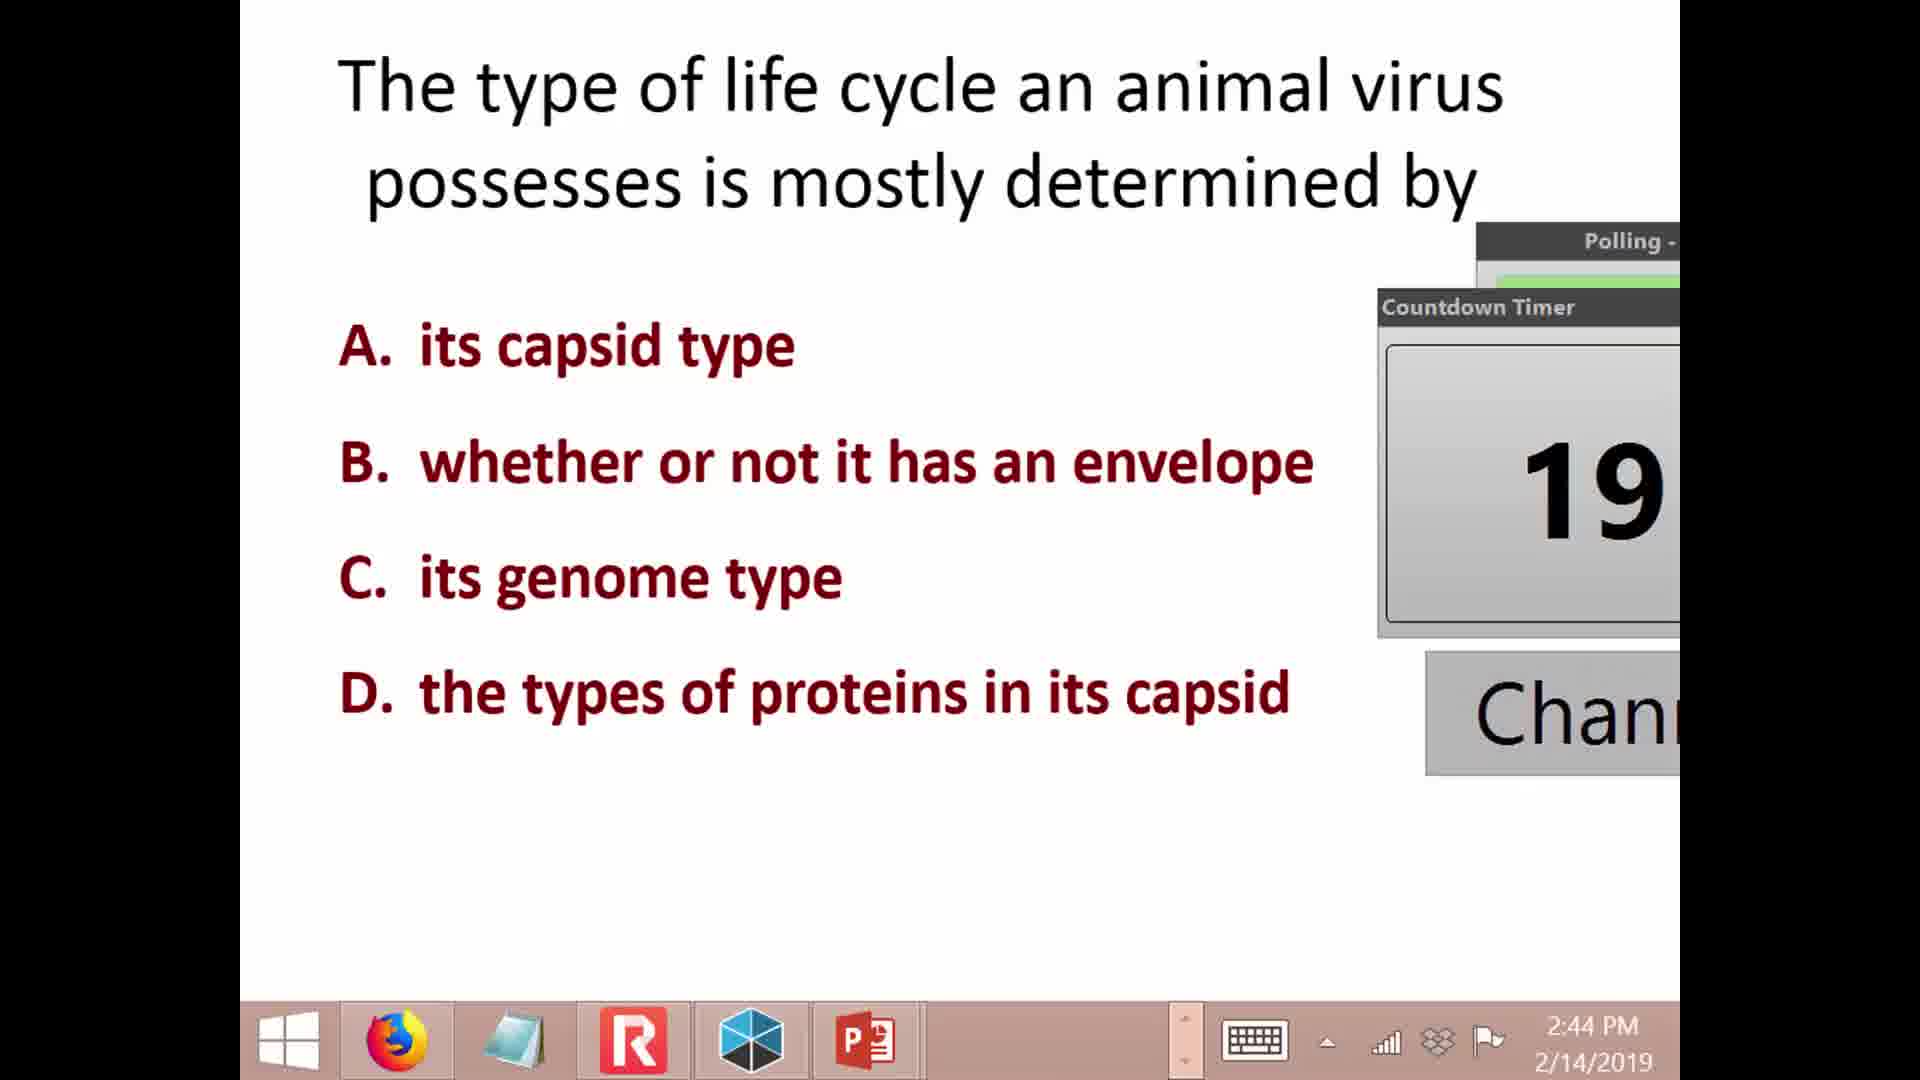 The type of life cycle an animal virus
possesses is mostly determined by
Polling -
Countdown Timer
A. its capsid type
B. whether or not it has an envelope
19
C. its genome type
D. the types of proteins in its capsid
Chan
2:44 PM
2/14/2019